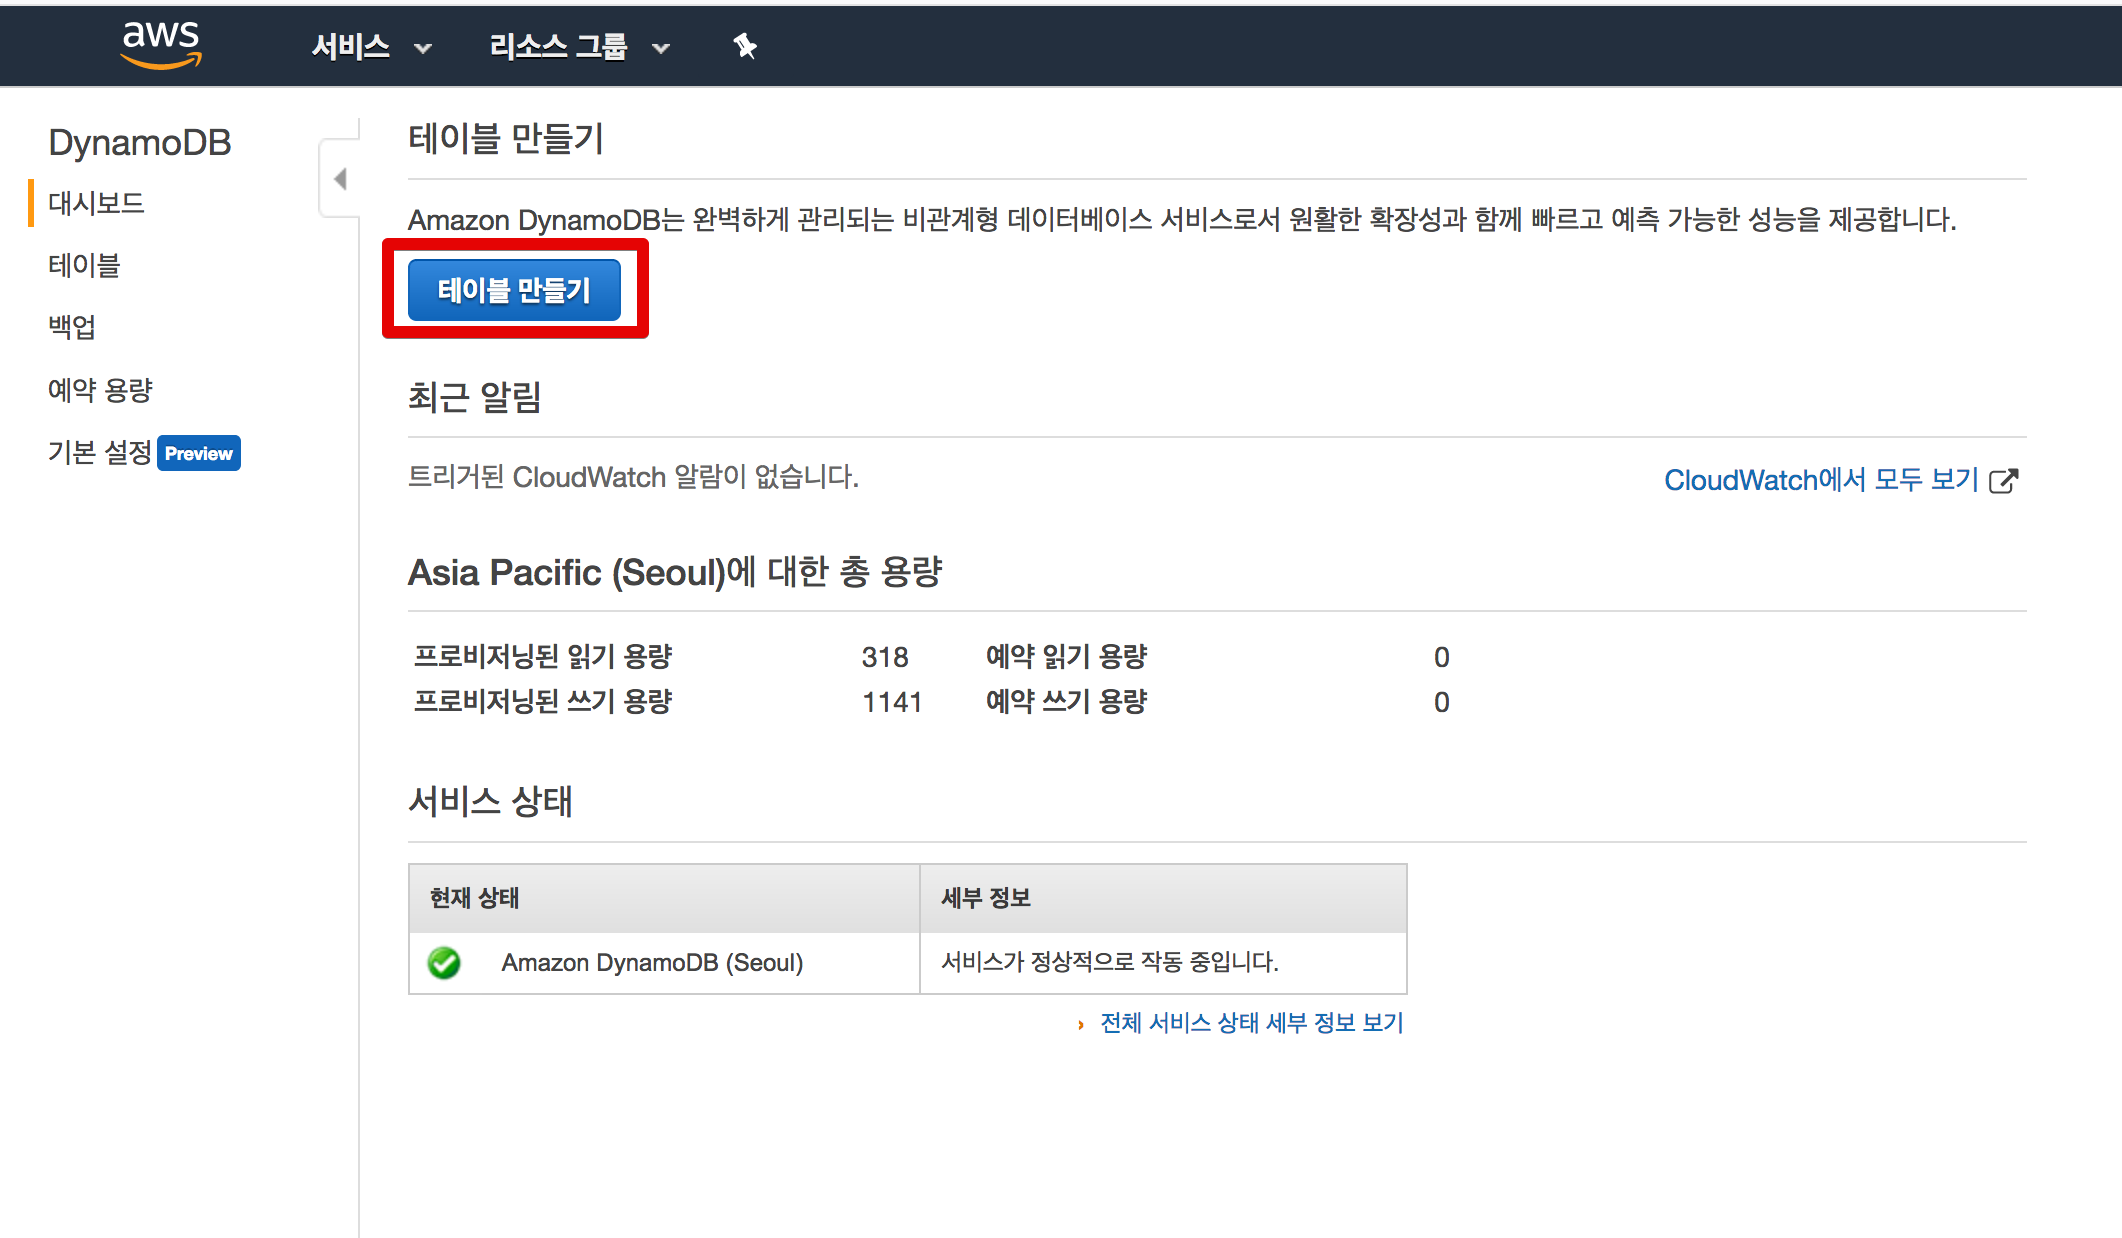 aws
서비스
리소스 그룹
DynamoDB
대시보드
테이블
백업
예약 용량
기본 설정 Preview
테이블 만들기
Amazon DynamoDB는 완벽하게 관리되는 비관계형 데이터베이스 서비스로서 원활한 확장성과 함께 빠르고 예측 가능한 성능을 제공합니다.
테이블 만들기
최근 알림
트리거된 CloudWatch 알람이 없습니다.
CloudWatch에서 모두 보기
Asia Pacific (Seoul)에 대한 총 용량
프로비저닝된 읽기 용량 318 예약 읽기 용량 0
프로비저닝된 쓰기 용량 1141 예약 쓰기 용량 0
서비스 상태
현재 상태 세부 정보
Amazon DynamoDB (Seoul) 서비스가 정상적으로 작동 중입니다.
전체 서비스 상태 세부 정보 보기